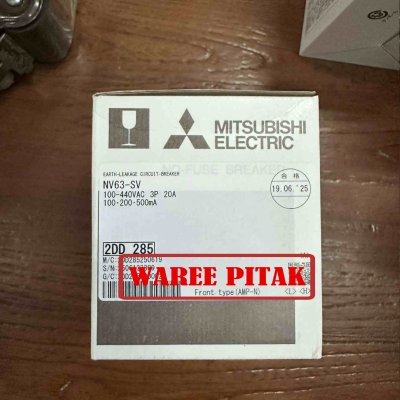 MITSUBISHI
ELECTRIC
NO-FUSE BREAKER
EARTH-LEAKAGE CIRCUIT-BREAKER
NV63-SV
100-440VAC 3P 20A
100-200-500mA
合格
19.06.'25
2DD 285
M/C:
S/N:
G/C:
WAREE PITAK
Front type(AMP-N)
<L> <H>